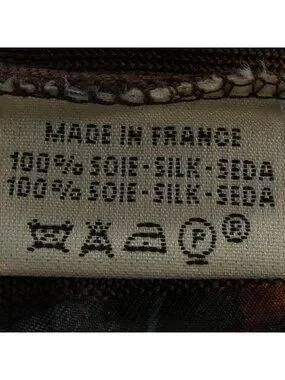 MADE IN FRANCE
100% SOIE-SILK-SEDA
100% SOIE-SILK-SEDA
P ®